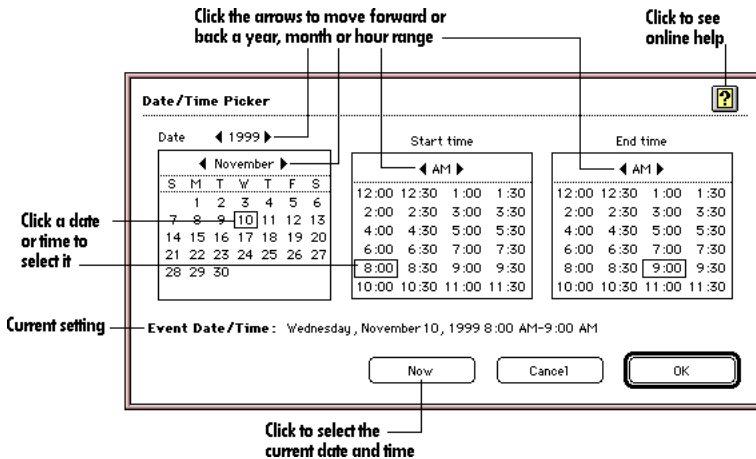 Click the arrows to move forward or
back a year, month or hour range
Click to see
online help
Date/Time Picker
?
Date ◀ 1999 ▶
◀ November ▶
S M T W T F S
1 2 3 4 5 6
7 8 9 10 11 12 13
14 15 16 17 18 19 20
21 22 23 24 25 26 27
28 29 30
Start time
◀ AM ▶
12:00 12:30 1:00 1:30
2:00 2:30 3:00 3:30
4:00 4:30 5:00 5:30
6:00 6:30 7:00 7:30
8:00 8:30 9:00 9:30
10:00 10:30 11:00 11:30
End time
◀ AM ▶
12:00 12:30 1:00 1:30
2:00 2:30 3:00 3:30
4:00 4:30 5:00 5:30
6:00 6:30 7:00 7:30
8:00 8:30 9:00 9:30
10:00 10:30 11:00 11:30
Click a date
or time to
select it
Current setting
Event Date/Time: Wednesday, November 10, 1999 8:00 AM-9:00 AM
Now
Cancel
OK
Click to select the
current date and time